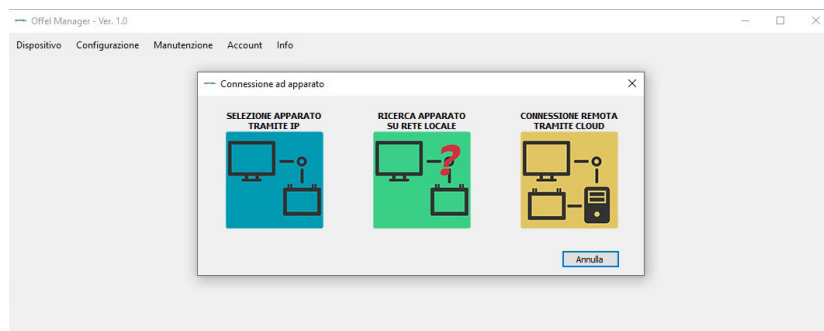 Offel Manager - Ver. 1.0
Dispositivo Configurazione Manutenzione Account Info
Connessione ad apparato
SELEZIONE APPARATO
TRAMITE IP
RICERCA APPARATO
SU RETE LOCALE
CONNESSIONE REMOTA
TRAMITE CLOUD
?
Annulla